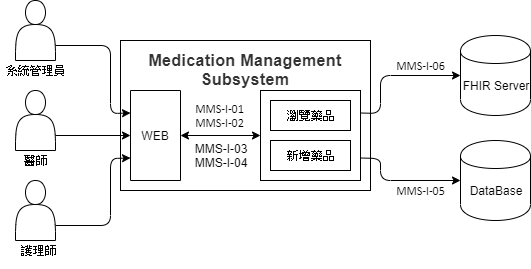 系統管理員
醫師
護理師
Medication Management
Subsystem
WEB
MMS-I-01
MMS-I-02
MMS-I-03
MMS-I-04
瀏覽藥品
新增藥品
MMS-I-06
FHIR Server
MMS-I-05
DataBase